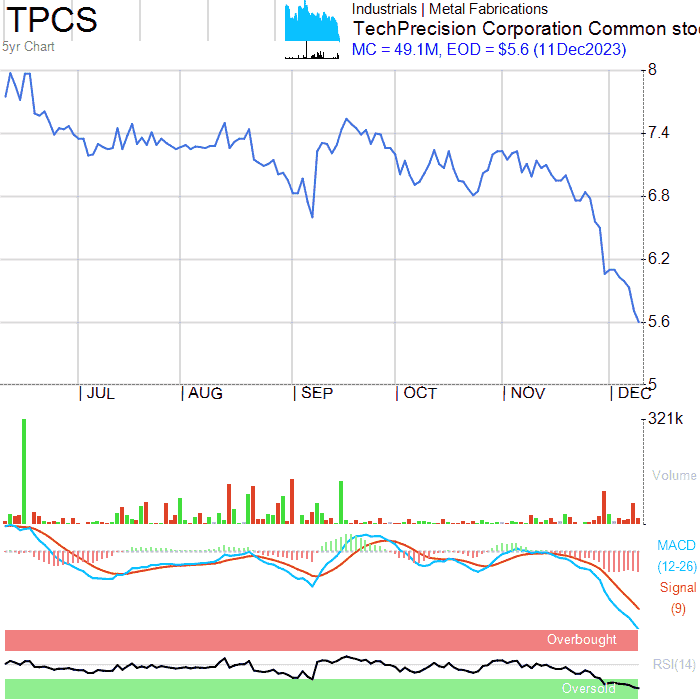 TPCS
5yr Chart
Industrials | Metal Fabrications
TechPrecision Corporation Common sto
MC = 49.1M, EOD = $5.6 (11Dec2023)
8
7.4
6.8
6.2
5.6
5
JUL AUG SEP OCT NOV DEC
321k
Volume
MACD
(12-26)
Signal
(9)
Overbought
RSI(14)
Oversold